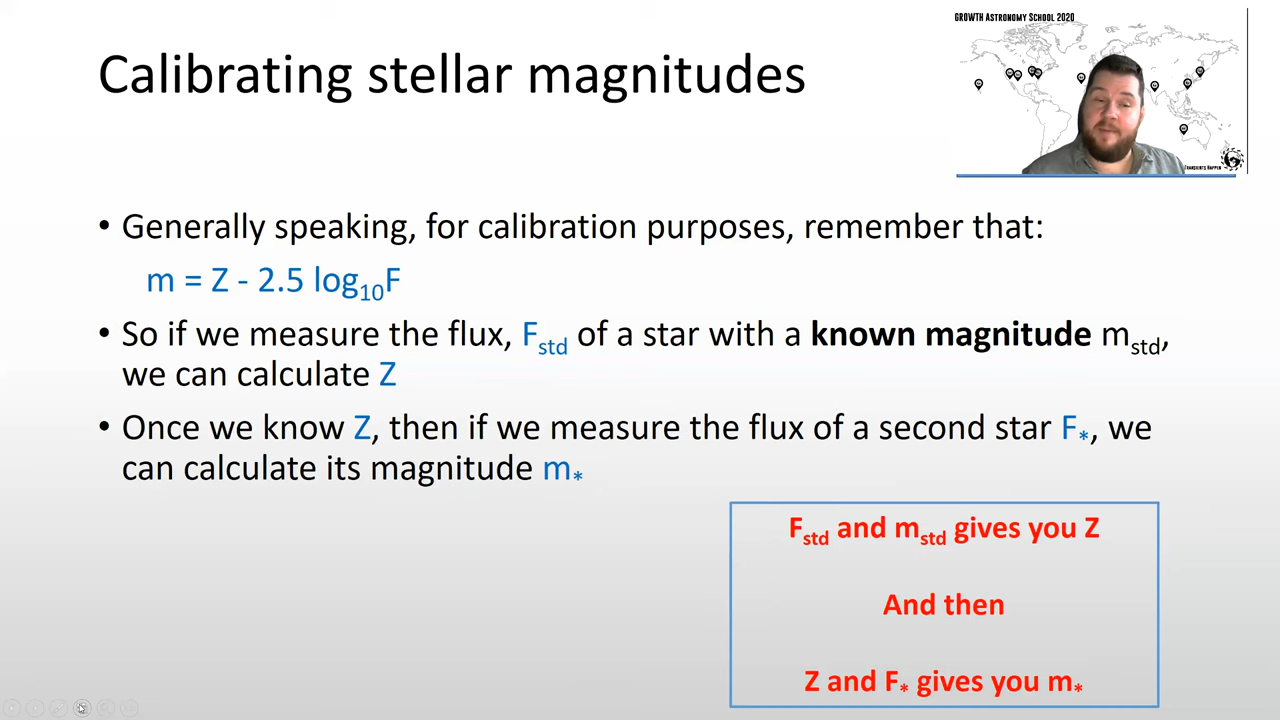 GROWTH ASTRONOMY SCHOOL 2020
Calibrating stellar magnitudes
TRANSIENTS HAPPEN
• Generally speaking, for calibration purposes, remember that:
m = Z - 2.5 log₁₀F
• So if we measure the flux, Fstd of a star with a known magnitude mstd,
we can calculate Z
• Once we know Z, then if we measure the flux of a second star F*, we
can calculate its magnitude m*
Fstd and mstd gives you Z
And then
Z and F* gives you m*